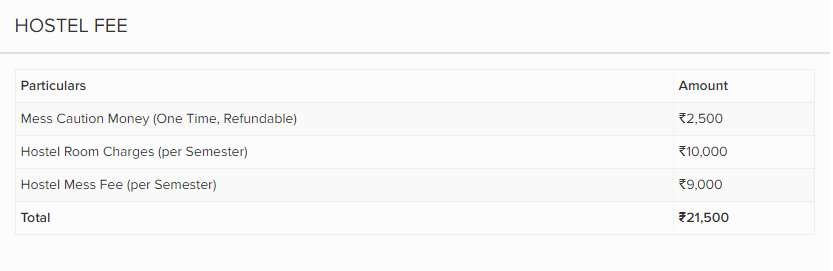 HOSTEL FEE
Particulars Amount
Mess Caution Money (One Time, Refundable) ₹2,500
Hostel Room Charges (per Semester) ₹10,000
Hostel Mess Fee (per Semester) ₹9,000
Total ₹21,500